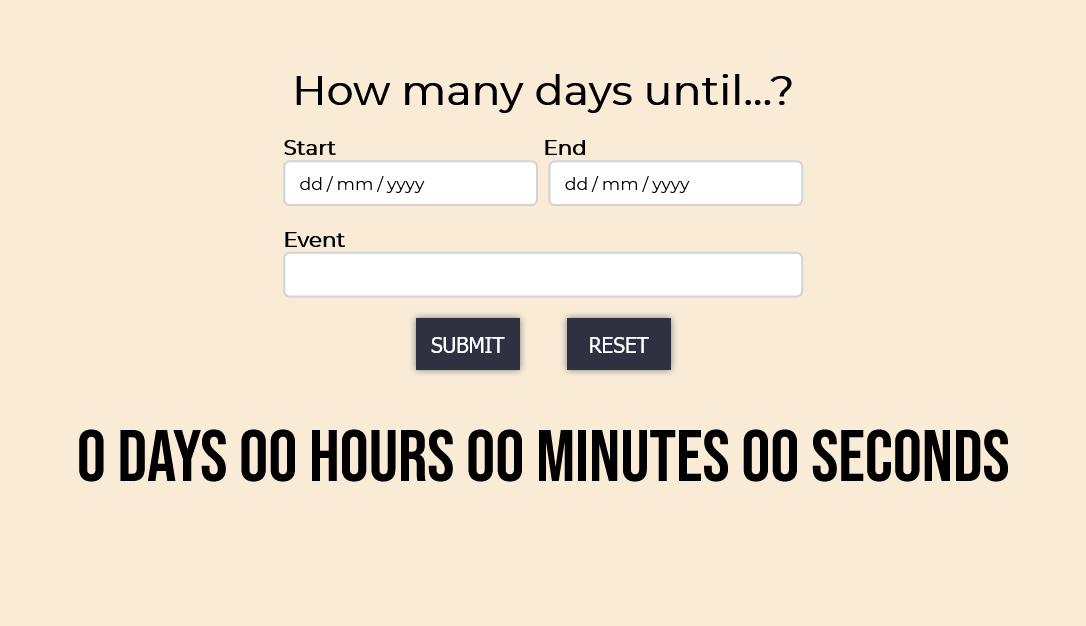 How many days until...?
Start End
dd / mm / yyyy dd / mm / yyyy
Event
SUBMIT RESET
0 DAYS 00 HOURS 00 MINUTES 00 SECONDS